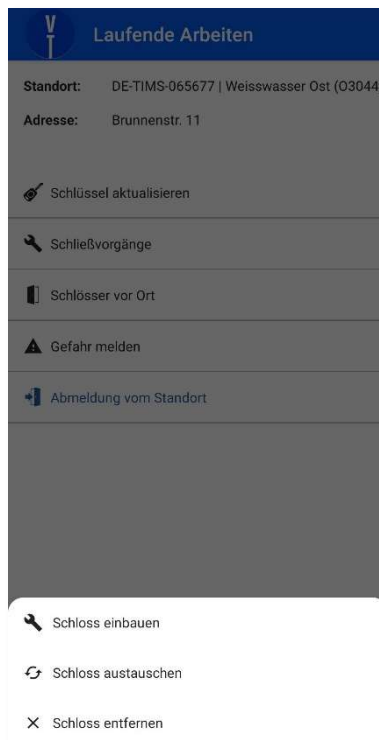 VT
Laufende Arbeiten
Standort: DE-TIMS-065677 | Weisswasser Ost (O3044
Adresse: Brunnenstr. 11
Schlüssel aktualisieren
Schließvorgänge
Schlösser vor Ort
Gefahr melden
Abmeldung vom Standort
Schloss einbauen
Schloss austauschen
Schloss entfernen